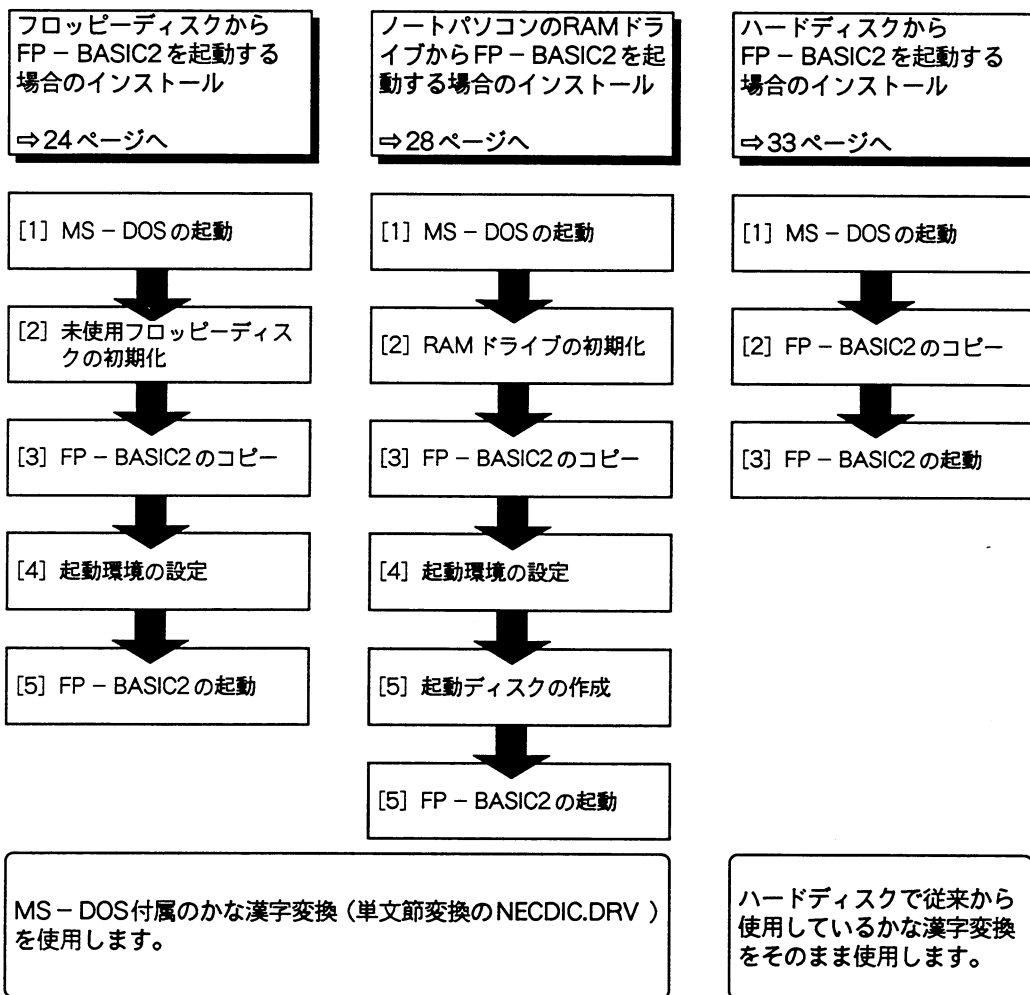 フロッピーディスクから
FP－BASIC2を起動する
場合のインストール
⇨24ページへ
[1] MS－DOSの起動
[2] 未使用フロッピーディス
クの初期化
[3] FP－BASIC2のコピー
[4] 起動環境の設定
[5] FP－BASIC2の起動
ノートパソコンのRAMドラ
イブからFP－BASIC2を起
動する場合のインストール
⇨28ページへ
[1] MS－DOSの起動
[2] RAMドライブの初期化
[3] FP－BASIC2のコピー
[4] 起動環境の設定
[5] 起動ディスクの作成
[5] FP－BASIC2の起動
ハードディスクから
FP－BASIC2を起動する
場合のインストール
⇨33ページへ
[1] MS－DOSの起動
[2] FP－BASIC2のコピー
[3] FP－BASIC2の起動
MS－DOS付属のかな漢字変換（単文節変換のNECDIC.DRV ）
を使用します。
ハードディスクで従来から
使用しているかな漢字変換
をそのまま使用します。